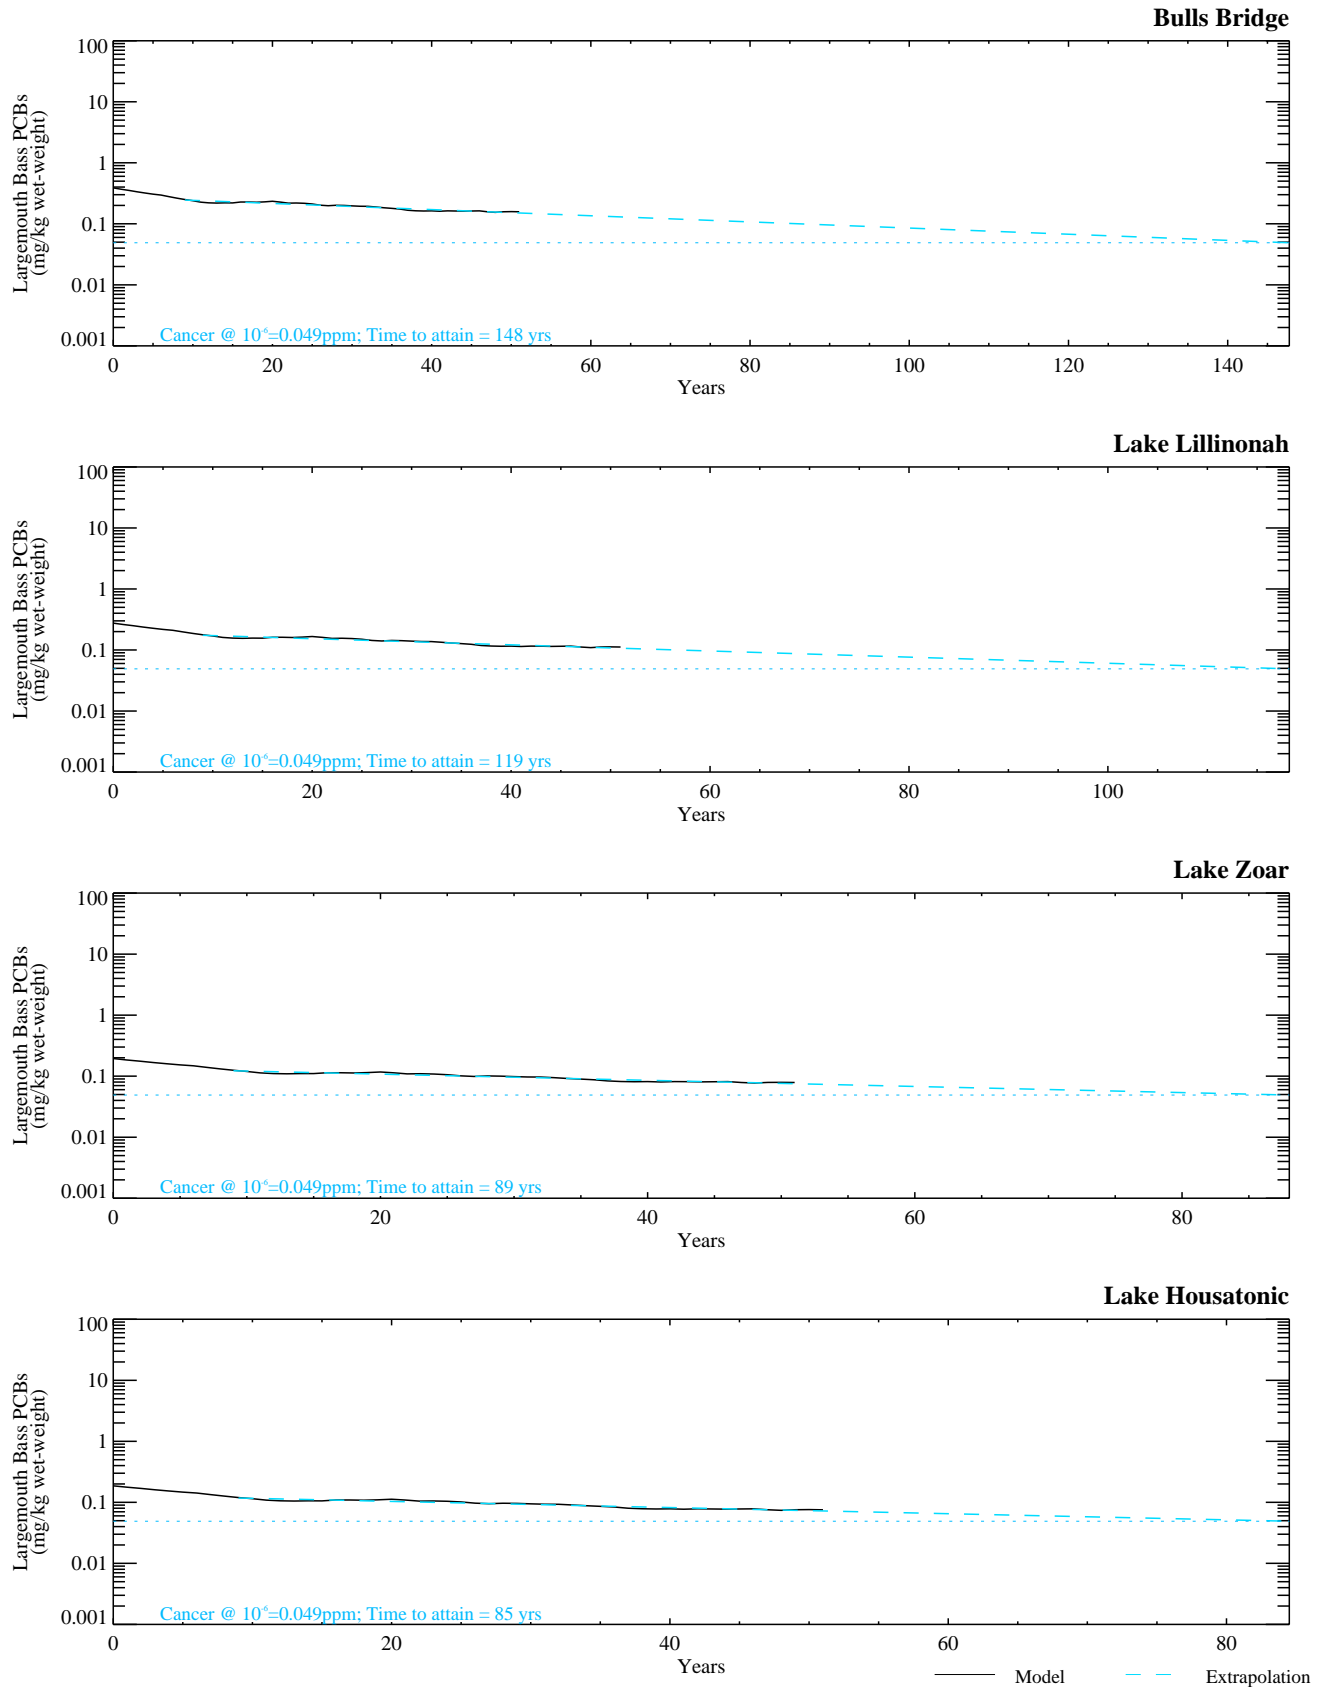 Bulls Bridge
Largemouth Bass PCBs
(mg/kg wet-weight)
100
10
1
0.1
0.01
0.001
Cancer @ 10⁻⁶=0.049ppm; Time to attain = 148 yrs
0 20 40 60 80 100 120 140
Years
Lake Lillinonah
Largemouth Bass PCBs
(mg/kg wet-weight)
100
10
1
0.1
0.01
0.001
Cancer @ 10⁻⁶=0.049ppm; Time to attain = 119 yrs
0 20 40 60 80 100
Years
Lake Zoar
Largemouth Bass PCBs
(mg/kg wet-weight)
100
10
1
0.1
0.01
0.001
Cancer @ 10⁻⁶=0.049ppm; Time to attain = 89 yrs
0 20 40 60 80
Years
Lake Housatonic
Largemouth Bass PCBs
(mg/kg wet-weight)
100
10
1
0.1
0.01
0.001
Cancer @ 10⁻⁶=0.049ppm; Time to attain = 85 yrs
0 20 40 60 80
Years
Model Extrapolation